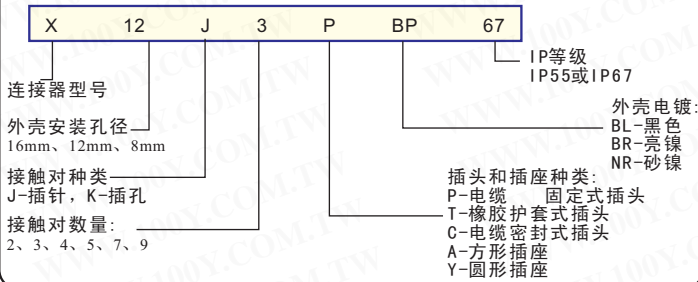 X 12 J 3 P BP 67
IP等级
IP55或IP67
连接器型号
外壳安装孔径
16mm、12mm、8mm
接触对种类
J-插针，K-插孔
接触对数量:
2、3、4、5、7、9
外壳电镀:
BL-黑色
BR-亮镍
NR-砂镍
插头和插座种类:
P-电缆 固定式插头
T-橡胶护套式插头
C-电缆密封式插头
A-方形插座
Y-圆形插座
WWW.100Y.COM.TW